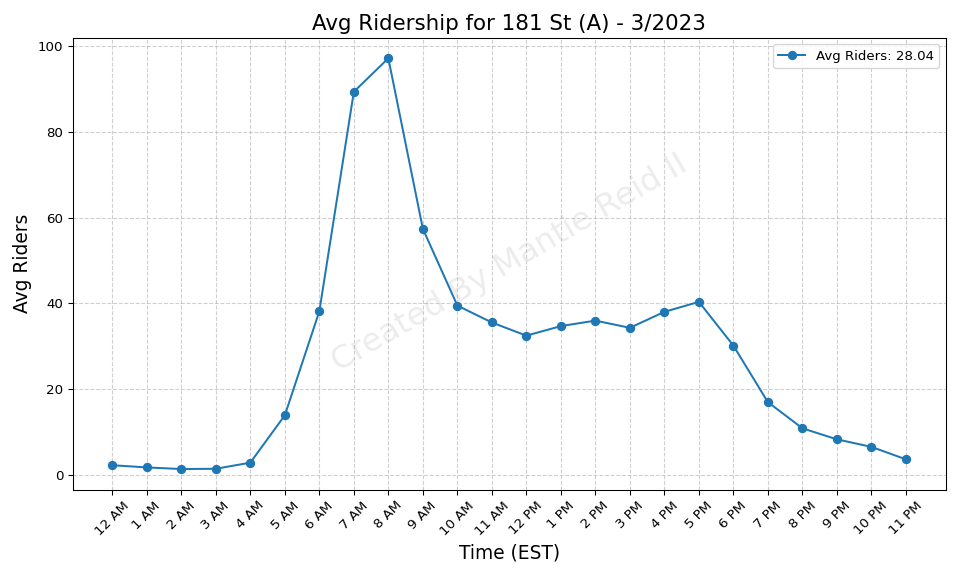 Avg Ridership for 181 St (A) - 3/2023
Avg Riders: 28.04
Avg Riders
100
80
60
40
20
0
Created By Mantie Reid II
12 AM
1 AM
2 AM
3 AM
4 AM
5 AM
6 AM
7 AM
8 AM
9 AM
10 AM
11 AM
12 PM
1 PM
2 PM
3 PM
4 PM
5 PM
6 PM
7 PM
8 PM
9 PM
10 PM
11 PM
Time (EST)